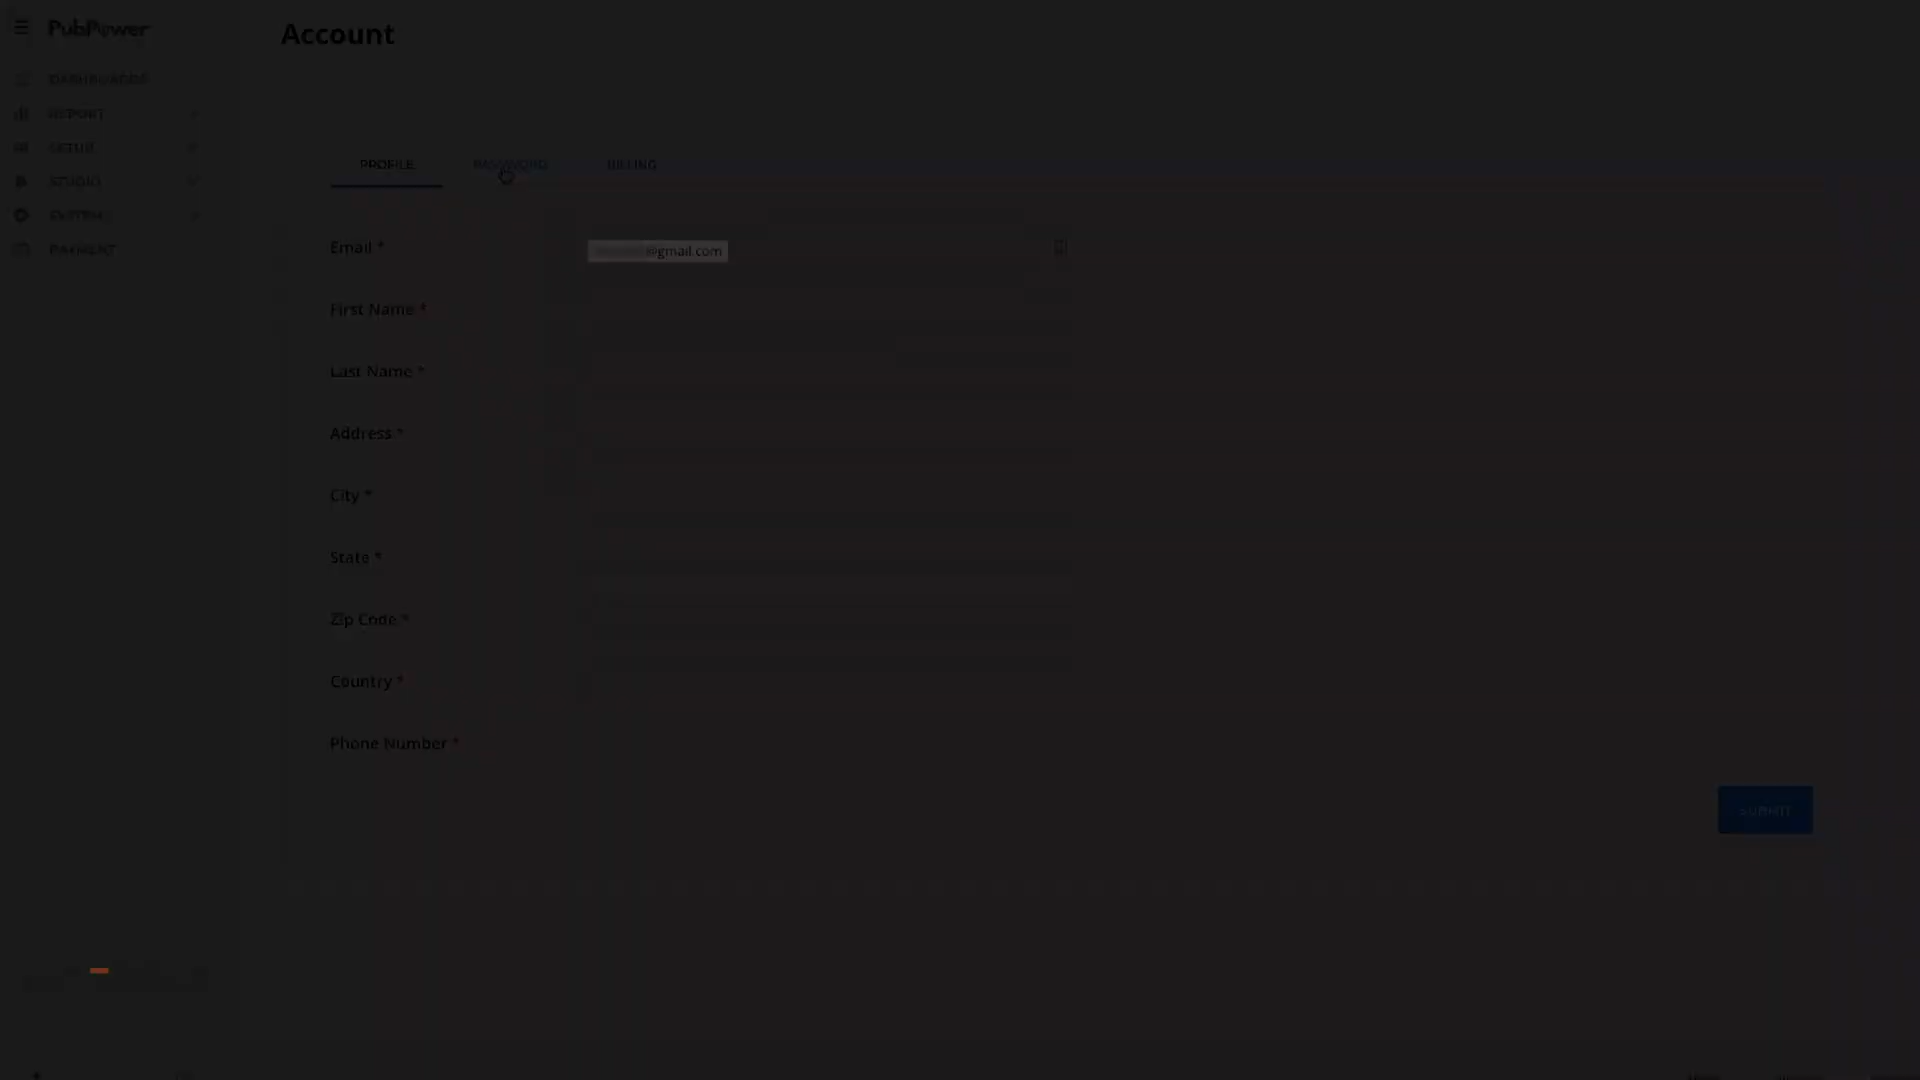 PubPower
Account
DASHBOARDS
REPORT
SETUP
STUDIO
SYSTEM
PAYMENT
PROFILE
PASSWORD
BILLING
Email *
@gmail.com
First Name *
Last Name *
Address *
City *
State *
Zip Code *
Country *
Phone Number *
SUBMIT